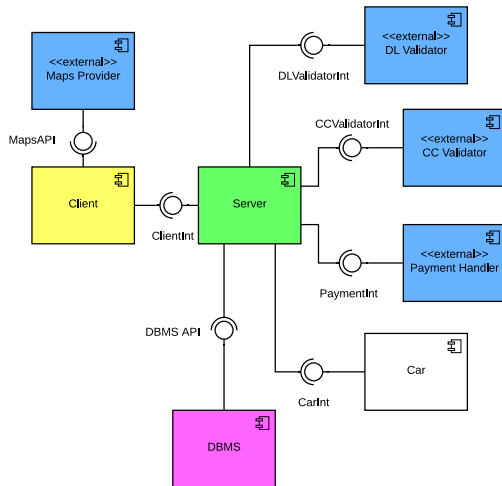 <<external>>
Maps Provider
<<external>>
DL Validator
DLValidatorInt
MapsAPI
CCValidatorInt
<<external>>
CC Validator
Client
ClientInt
Server
<<external>>
Payment Handler
PaymentInt
DBMS API
CarInt
Car
DBMS